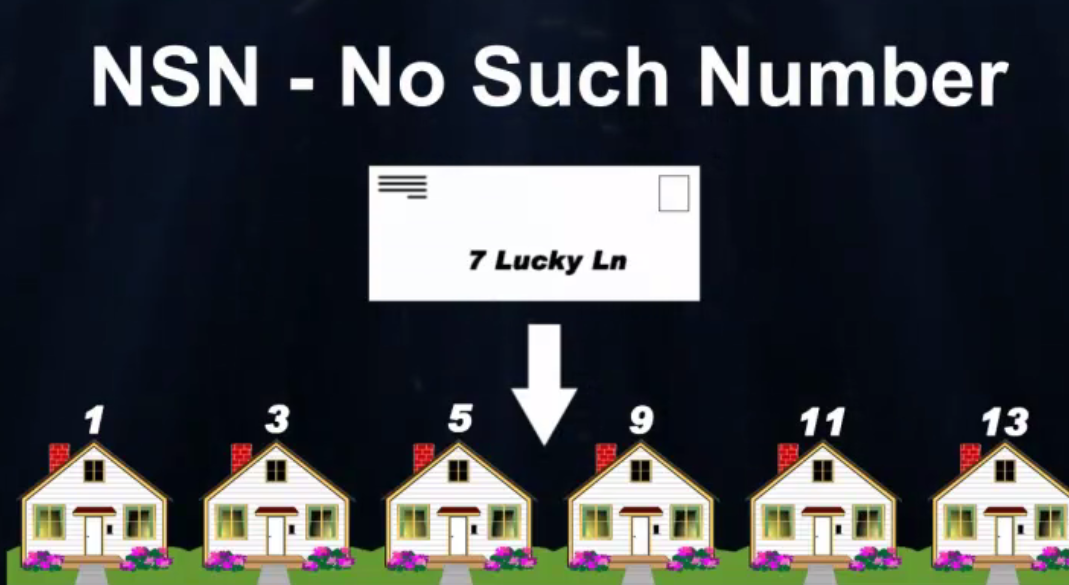 NSN - No Such Number
7 Lucky Ln
1 3 5 9 11 13